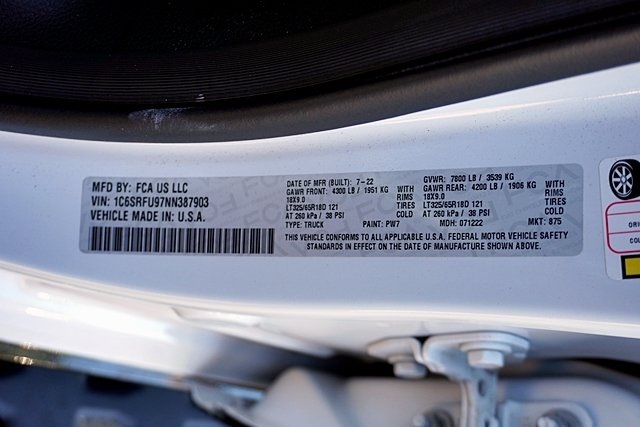 MFD BY: FCA US LLC
VIN: 1C6SRFU97NN387903
VEHICLE MADE IN U.S.A.
DATE OF MFR (BUILT): 7-22
GAWR FRONT: 4300 LB / 1951 KG WITH
18X9.0 RIMS
LT325/65R18D 121 TIRES
AT 260 kPa / 38 PSI COLD
TYPE: TRUCK PAINT: PW7
GVWR: 7800 LB / 3539 KG
GAWR REAR: 4200 LB / 1906 KG WITH
18X9.0 RIMS
LT325/65R18D 121 TIRES
AT 260 kPa / 38 PSI COLD
MDH: 071222 MKT: 875
THIS VEHICLE CONFORMS TO ALL APPLICABLE U.S.A. FEDERAL MOTOR VEHICLE SAFETY
STANDARDS IN EFFECT ON THE DATE OF MANUFACTURE SHOWN ABOVE.